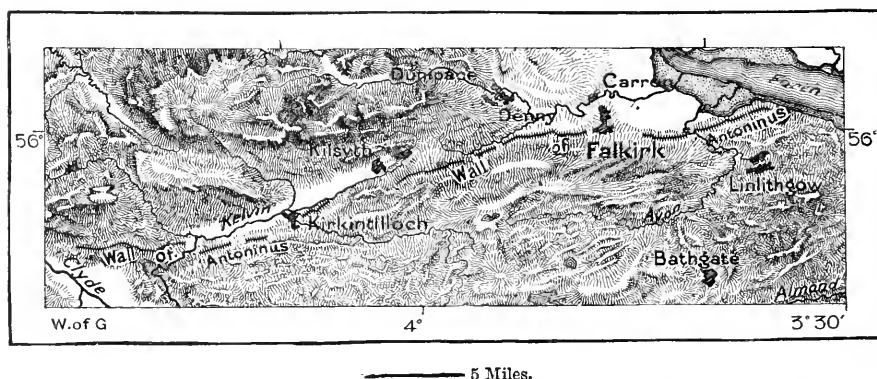 Forth
Dunipace
Carron
Denny
56°
Antoninus
56°
Kilsyth
Wall of
Falkirk
Linlithgow
Kelvin
Avon
Kirkintilloch
Wall of Antoninus
Bathgate
Clyde
Almond
W. of G
4°
3° 30'
5 Miles.